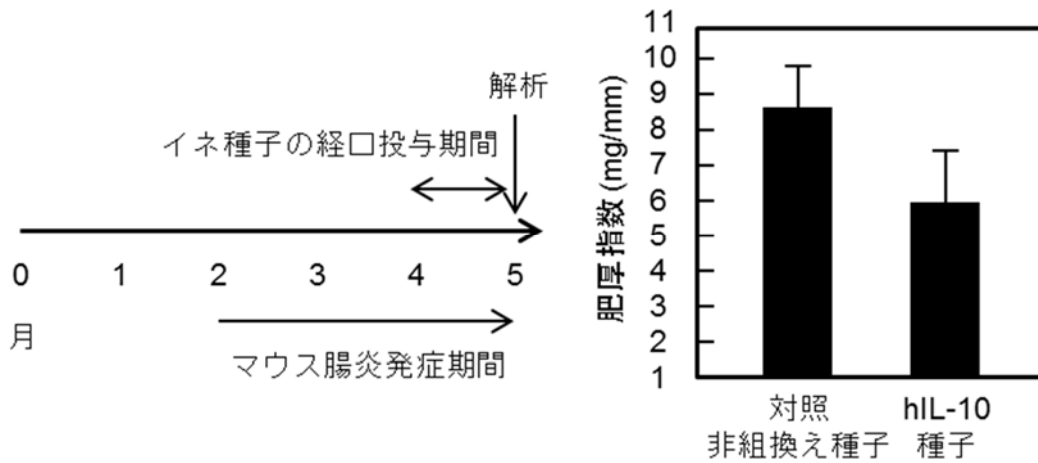 解析
イネ種子の経口投与期間
0 1 2 3 4 5
月
マウス腸炎発症期間
肥厚指数 (mg/mm)
11
10
9
8
7
6
5
4
3
2
1
対照
非組換え種子
hIL-10
種子